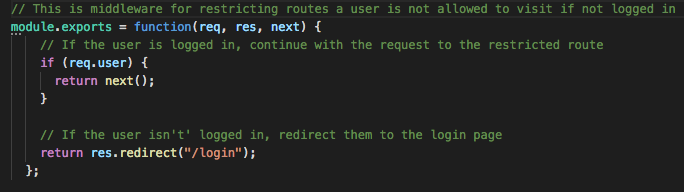 // This is middleware for restricting routes a user is not allowed to visit if not logged in
module.exports = function(req, res, next) {
// If the user is logged in, continue with the request to the restricted route
if (req.user) {
return next();
}
// If the user isn't' logged in, redirect them to the login page
return res.redirect("/login");
};